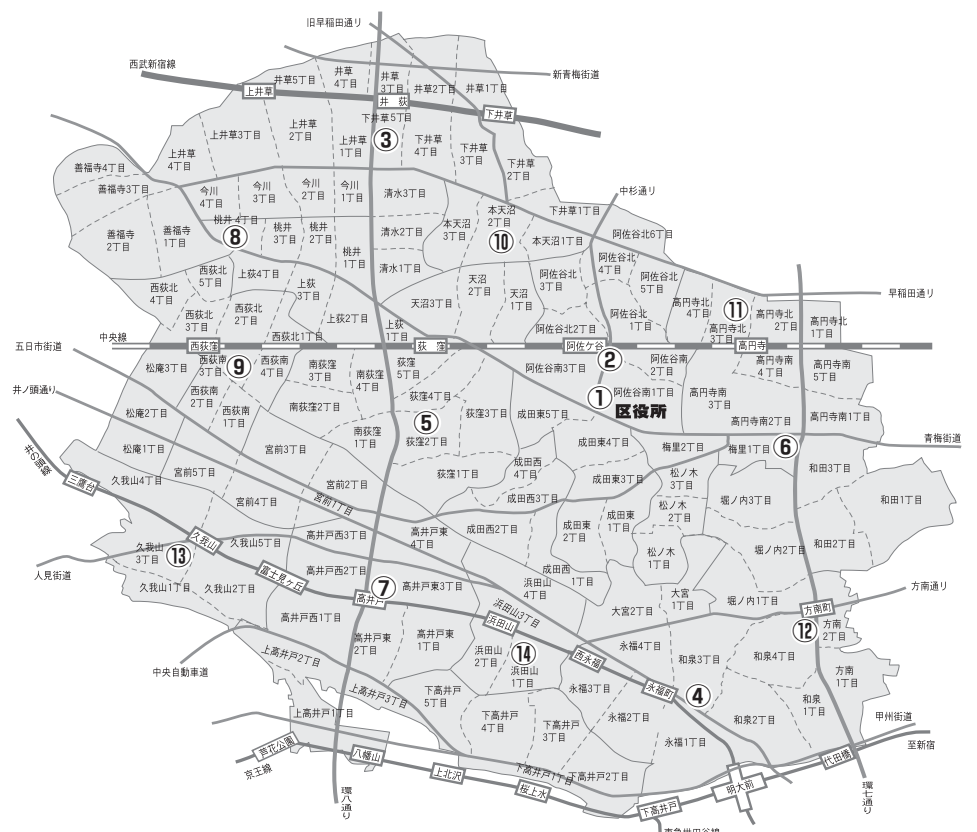 旧早稲田通り
西武新宿線
新青梅街道
井草5丁目
井草
4丁目
井草
3丁目
井草2丁目
井草1丁目
上井草
井荻
下井草
下井草5丁目
上井草3丁目
上井草
2丁目
上井草
1丁目
③
下井草
4丁目
下井草
3丁目
下井草
2丁目
上井草
4丁目
善福寺4丁目
善福寺3丁目
今川
4丁目
今川
3丁目
今川
2丁目
今川
1丁目
清水3丁目
本天沼
2丁目
下井草1丁目
中杉通り
善福寺
2丁目
善福寺
1丁目
桃井4丁目
⑧
桃井
3丁目
桃井
2丁目
桃井
1丁目
清水2丁目
本天沼
3丁目
⑩
本天沼1丁目
阿佐谷北6丁目
阿佐谷北
4丁目
阿佐谷北
5丁目
西荻北
5丁目
上荻4丁目
清水1丁目
西荻北
4丁目
上荻
3丁目
天沼
2丁目
天沼
1丁目
阿佐谷北
3丁目
早稲田通り
西荻北
3丁目
西荻北
2丁目
上荻2丁目
天沼3丁目
阿佐谷北2丁目
阿佐谷北
1丁目
高円寺北
4丁目
⑪
高円寺北
3丁目
高円寺北
2丁目
高円寺北
1丁目
西荻北1丁目
上荻
1丁目
中央線
五日市街道
西荻窪
荻窪
阿佐ケ谷
高円寺
松庵3丁目
西荻南
3丁目
⑨
西荻南
4丁目
南荻窪
3丁目
南荻窪
4丁目
荻窪
5丁目
阿佐谷南3丁目
②
阿佐谷南
2丁目
高円寺南
4丁目
高円寺南
5丁目
井ノ頭通り
西荻南
2丁目
西荻南
1丁目
南荻窪2丁目
荻窪4丁目
①
阿佐谷南1丁目
区役所
高円寺南
3丁目
松庵2丁目
南荻窪
1丁目
⑤
荻窪2丁目
荻窪3丁目
成田東5丁目
高円寺南2丁目
高円寺南1丁目
青梅街道
松庵1丁目
宮前3丁目
成田東4丁目
梅里2丁目
梅里1丁目
⑥
井の頭線
三鷹台
久我山4丁目
宮前5丁目
宮前2丁目
荻窪1丁目
成田西
4丁目
成田東3丁目
松ノ木
3丁目
和田3丁目
宮前4丁目
宮前1丁目
成田西3丁目
堀ノ内3丁目
和田1丁目
久我山
久我山5丁目
高井戸西3丁目
高井戸東
4丁目
成田西2丁目
成田東
2丁目
成田東
1丁目
松ノ木
2丁目
松ノ木
1丁目
堀ノ内2丁目
和田2丁目
久我山
3丁目
⑬
人見街道
富士見ヶ丘
高井戸西2丁目
成田西
1丁目
久我山1丁目
久我山2丁目
高井戸
⑦
高井戸東3丁目
浜田山
4丁目
大宮
1丁目
堀ノ内1丁目
方南通り
高井戸西1丁目
浜田山3丁目
大宮2丁目
方南町
⑫
方南
2丁目
高井戸東
2丁目
高井戸東
1丁目
浜田山
浜田山
2丁目
⑭
浜田山
1丁目
西永福
永福4丁目
和泉3丁目
和泉4丁目
中央自動車道
上高井戸2丁目
上高井戸3丁目
下高井戸
5丁目
永福3丁目
永福町
④
方南
1丁目
上高井戸1丁目
下高井戸
4丁目
下高井戸
3丁目
永福2丁目
和泉2丁目
和泉
1丁目
甲州街道
至新宿
芦花公園
京王線
八幡山
永福1丁目
代田橋
上北沢
下高井戸1丁目
下高井戸2丁目
桜上水
明大前
下高井戸
環八通り
環七通り
東急世田谷線